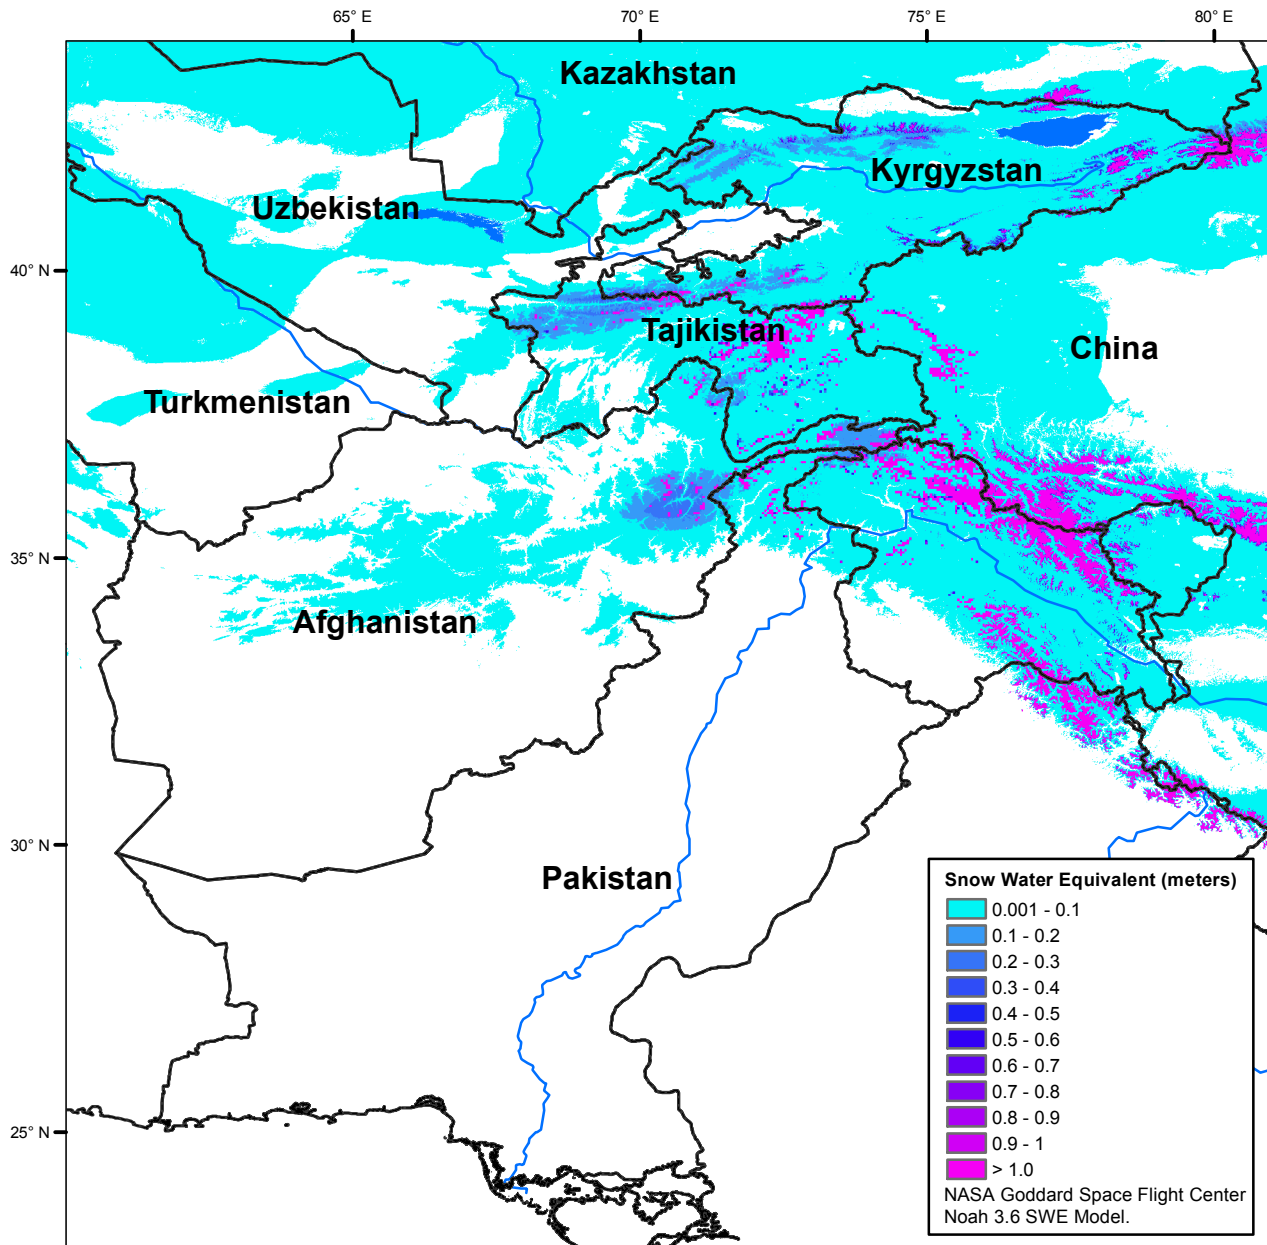 65° E
70° E
75° E
80° E
Kazakhstan
Kyrgyzstan
Uzbekistan
40° N
Tajikistan
China
Turkmenistan
35° N
Afghanistan
30° N
Pakistan
25° N
Snow Water Equivalent (meters)
0.001 - 0.1
0.1 - 0.2
0.2 - 0.3
0.3 - 0.4
0.4 - 0.5
0.5 - 0.6
0.6 - 0.7
0.7 - 0.8
0.8 - 0.9
0.9 - 1
> 1.0
NASA Goddard Space Flight Center
Noah 3.6 SWE Model.